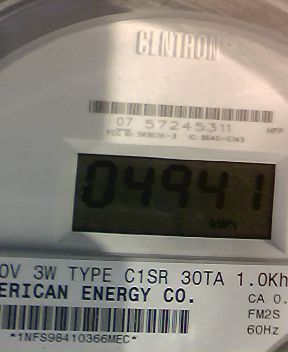 CENTRON®
07 57245311 HPP
04941
kWh
0V 3W TYPE C1SR 30TA 1.0Kh
ERICAN ENERGY CO. CA 0.
FM2S
60Hz
*1NFS98410366MEC*